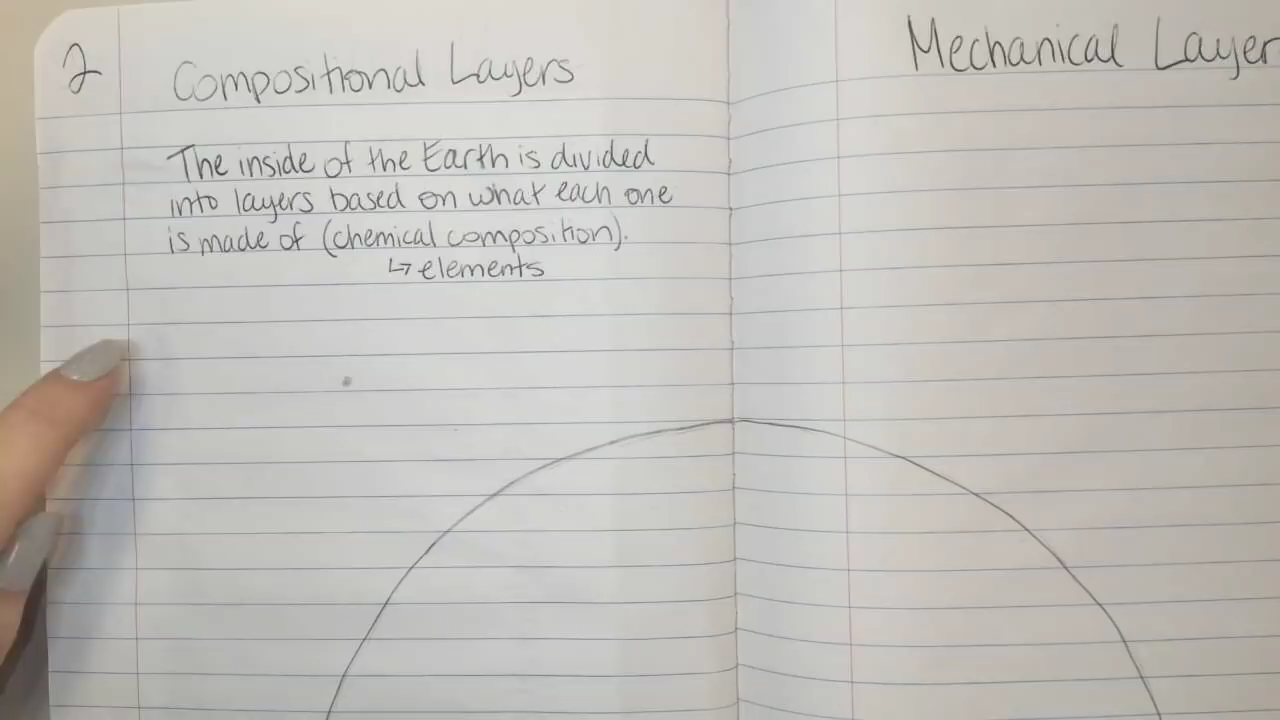 2
Compositional Layers
The inside of the Earth is divided
into layers based on what each one
is made of (chemical composition).
↳ elements
Mechanical Layer